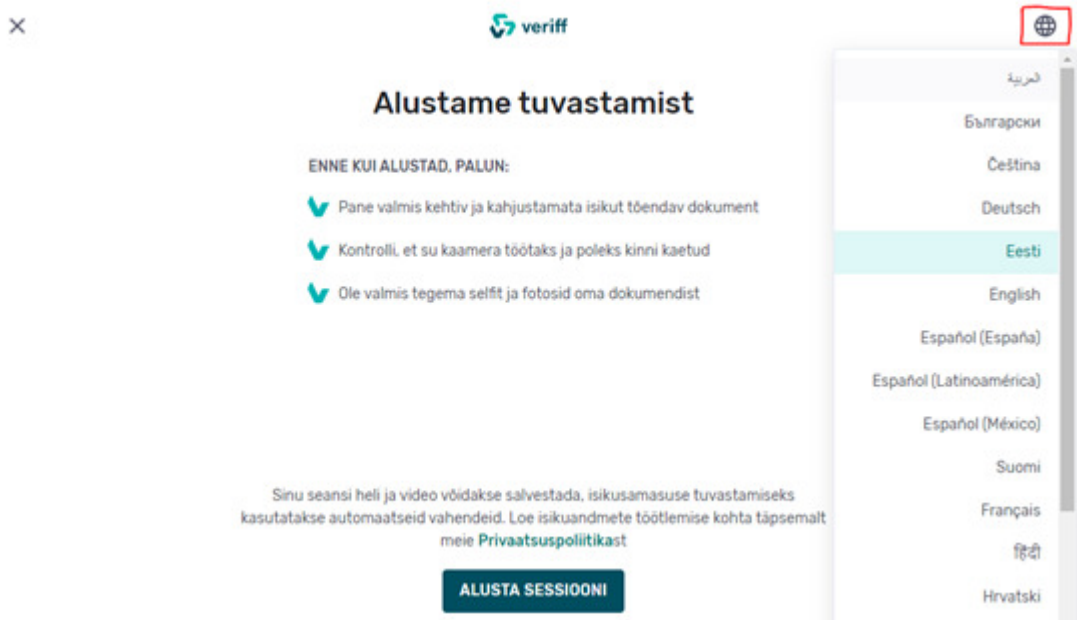 veriff
Alustame tuvastamist
ENNE KUI ALUSTAD, PALUN:
Pane valmis kehtiv ja kahjustamata isikut tõendav dokument
Kontrolli, et su kaamera töötaks ja poleks kinni kaetud
Ole valmis tegema selfit ja fotosid oma dokumendist
Sinu seansi heli ja video võidakse salvestada, isikusamasuse tuvastamiseks
kasutatakse automaatseid vahendeid. Loe isikuandmete töötlemise kohta täpsemalt
meie Privaatsuspoliitikast
ALUSTA SESSIOONI
العربية
Български
Čeština
Deutsch
Eesti
English
Español (España)
Español (Latinoamérica)
Español (México)
Suomi
Français
हिंदी
Hrvatski